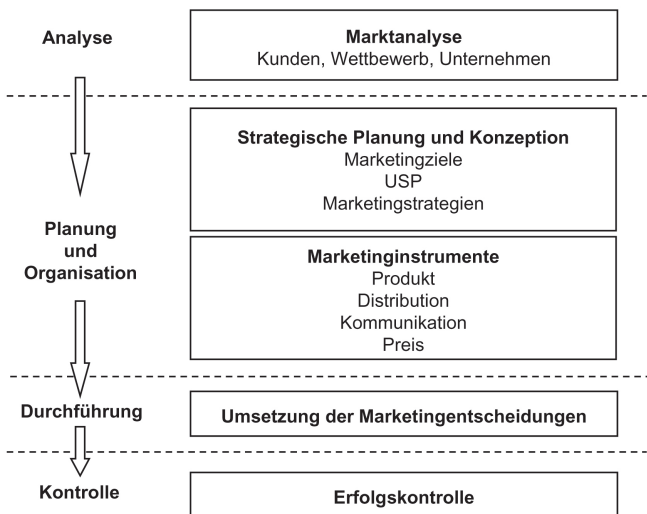 Analyse
Marktanalyse
Kunden, Wettbewerb, Unternehmen
Planung
und
Organisation
Strategische Planung und Konzeption
Marketingziele
USP
Marketingstrategien
Marketinginstrumente
Produkt
Distribution
Kommunikation
Preis
Durchführung
Umsetzung der Marketingentscheidungen
Kontrolle
Erfolgskontrolle